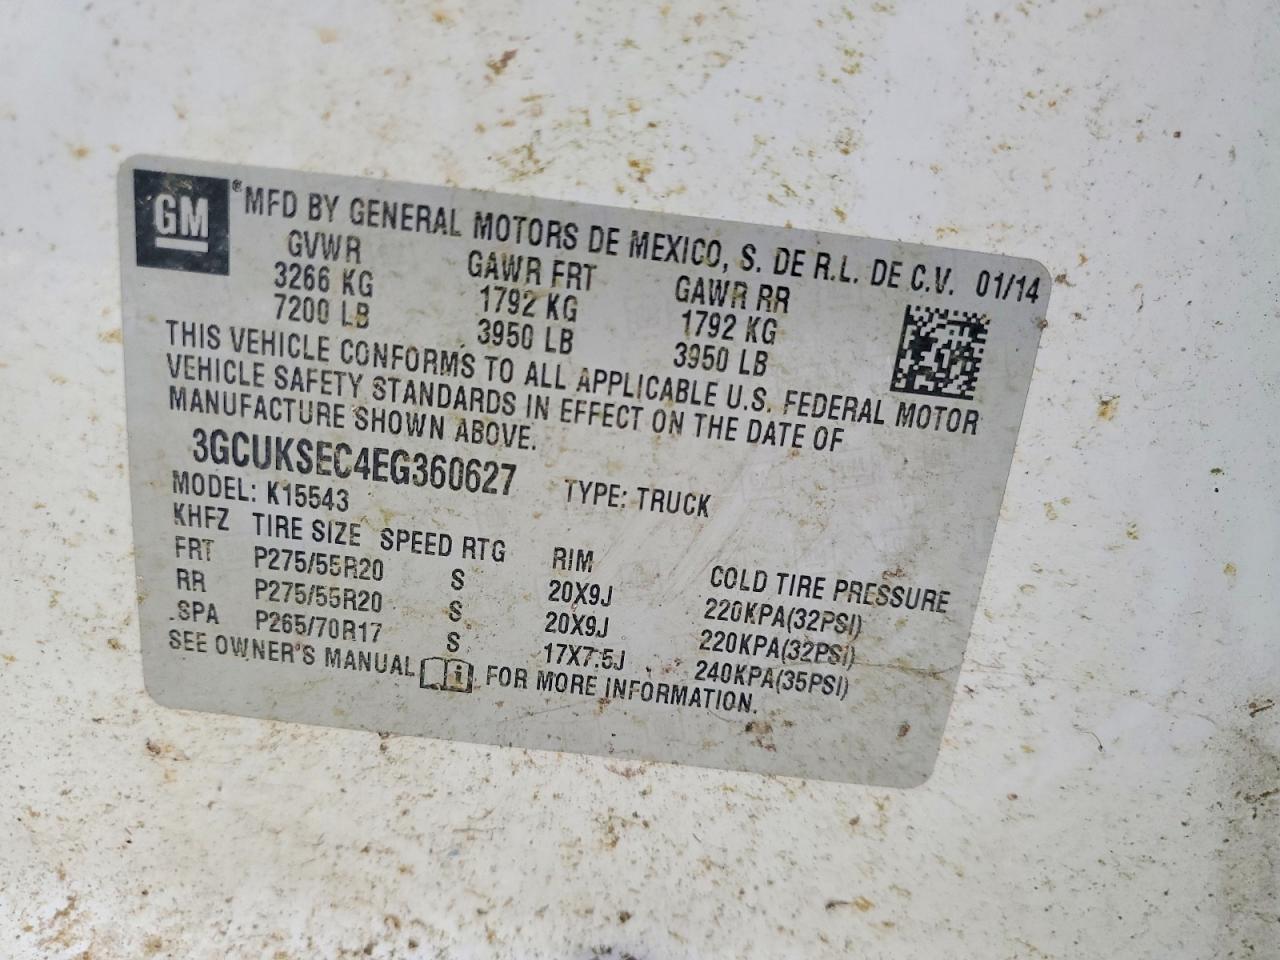 GM ® MFD BY GENERAL MOTORS DE MEXICO, S. DE R.L. DE C.V. 01/14
GVWR GAWR FRT GAWR RR
3266 KG 1792 KG 1792 KG
7200 LB 3950 LB 3950 LB
THIS VEHICLE CONFORMS TO ALL APPLICABLE U.S. FEDERAL MOTOR
VEHICLE SAFETY STANDARDS IN EFFECT ON THE DATE OF
MANUFACTURE SHOWN ABOVE.
3GCUKSEC4EG360627 TYPE: TRUCK
MODEL: K15543
KHFZ TIRE SIZE SPEED RTG RIM COLD TIRE PRESSURE
FRT P275/55R20 S 20X9J 220KPA(32PSI)
RR P275/55R20 S 20X9J 220KPA(32PSI)
SPA P265/70R17 S 17X7.5J 240KPA(35PSI)
SEE OWNER'S MANUAL i FOR MORE INFORMATION.